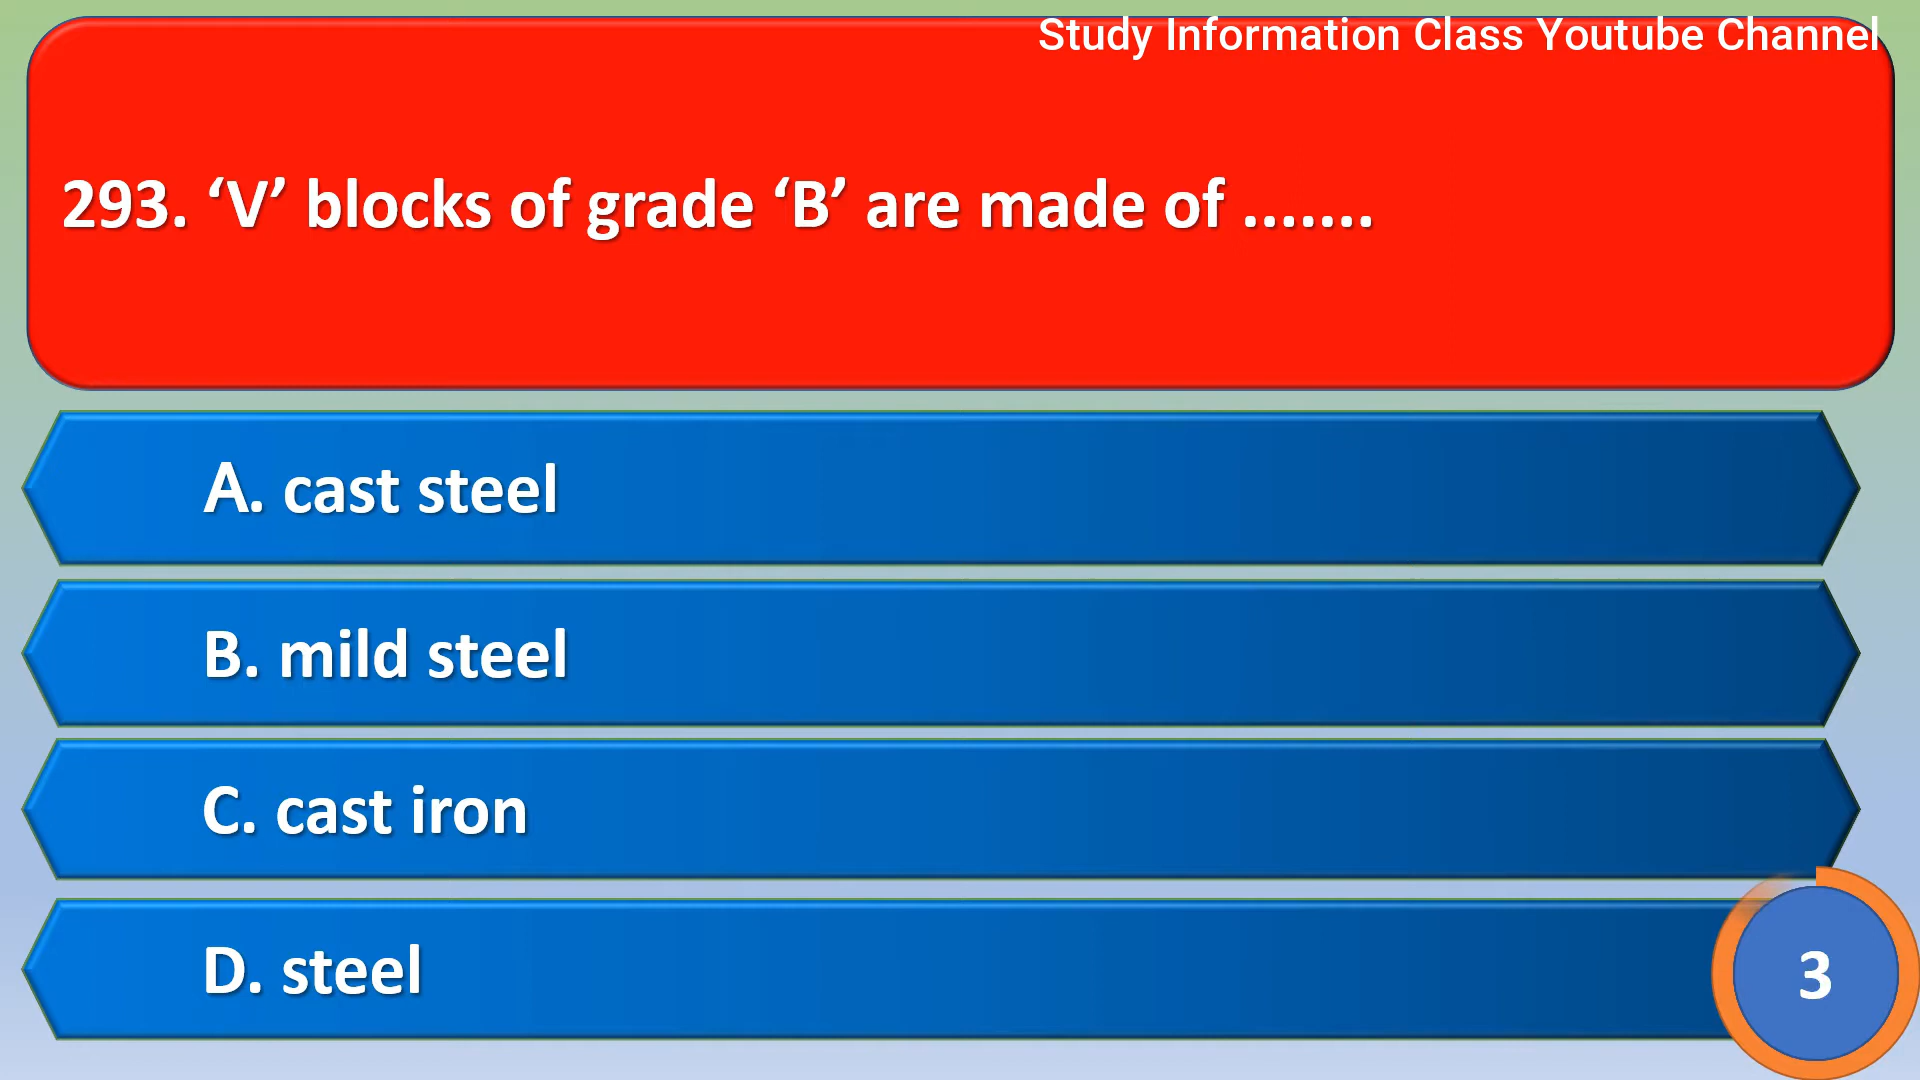 Study Information Class Youtube Channel
293. ‘V’ blocks of grade ‘B’ are made of .......
A. cast steel
B. mild steel
C. cast iron
D. steel
3